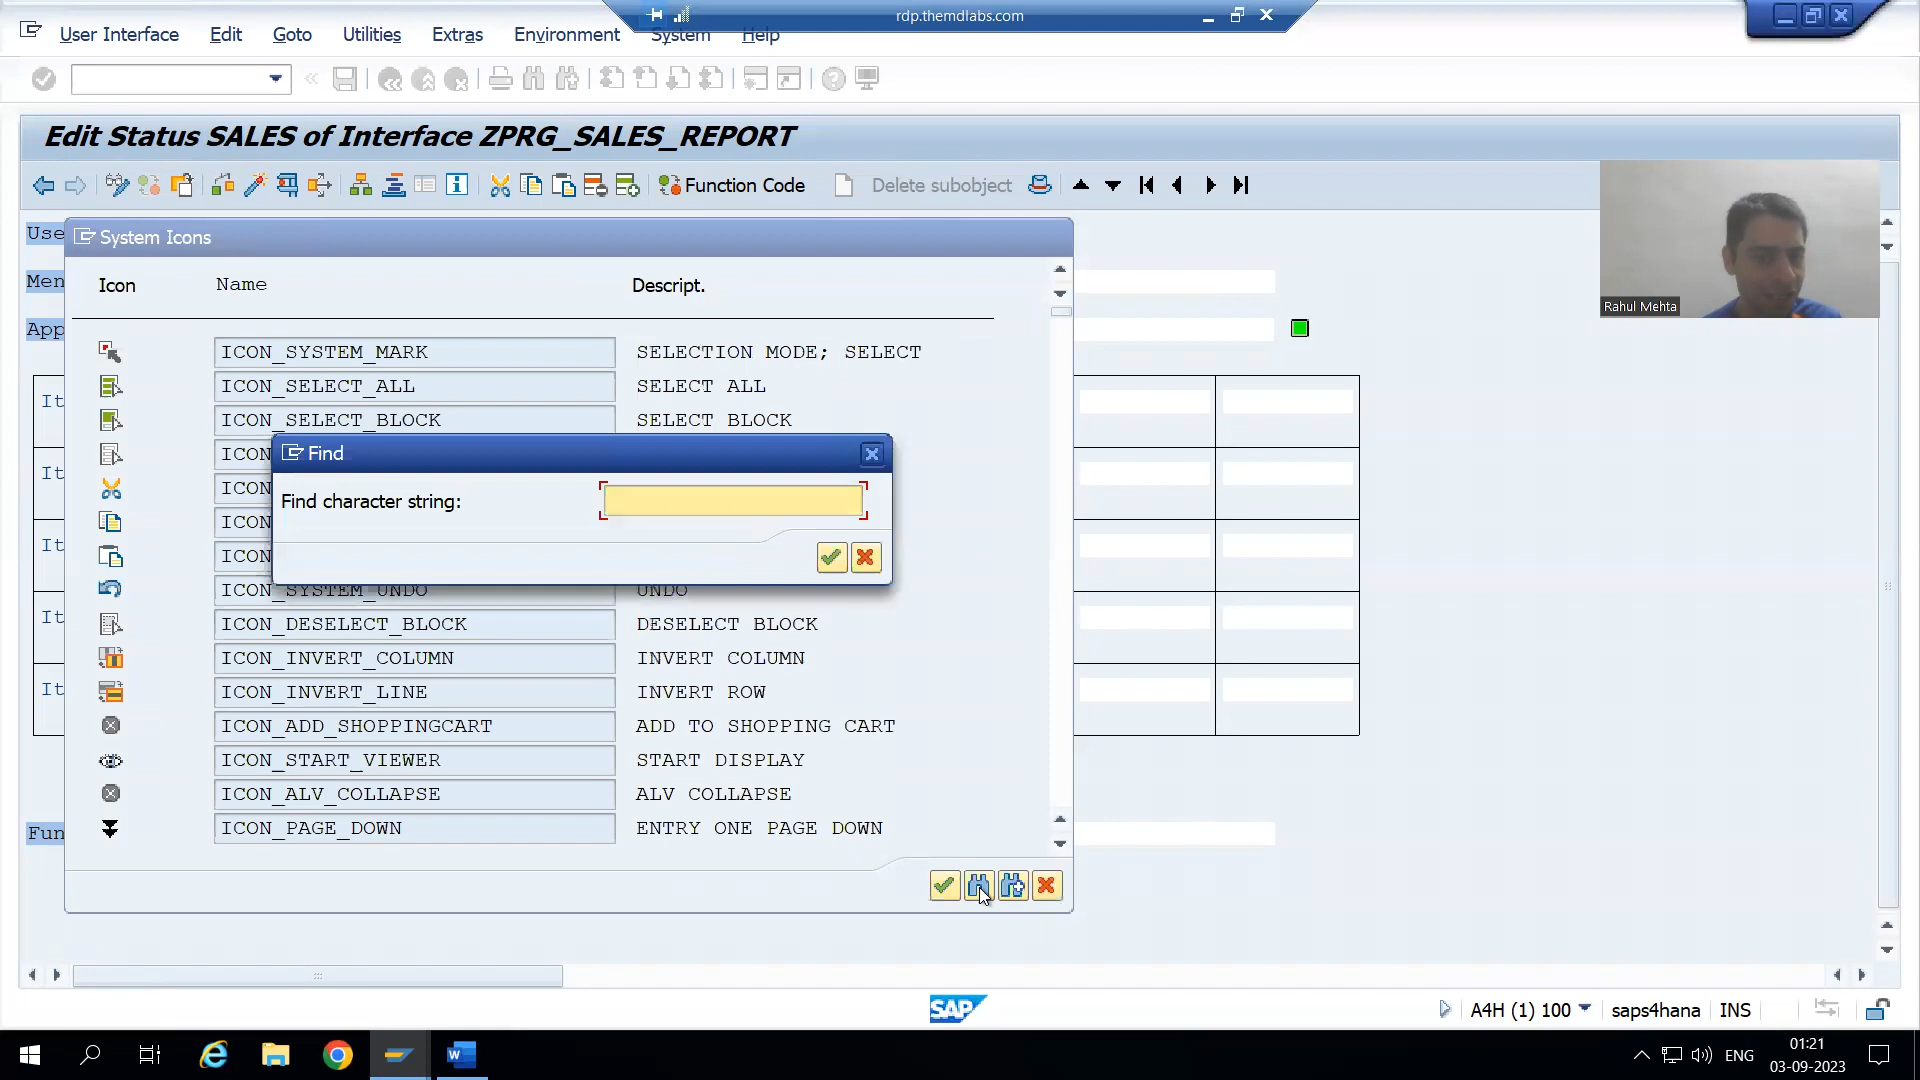 rdp.themdlabs.com
User Interface Edit Goto Utilities Extras Environment System Help
Edit Status SALES of Interface ZPRG_SALES_REPORT
Function Code Delete subobject
Rahul Mehta
Use
Men
App
It
It
It
It
It
Fun
System Icons
Icon Name Descript.
ICON_SYSTEM_MARK SELECTION MODE; SELECT
ICON_SELECT_ALL SELECT ALL
ICON_SELECT_BLOCK SELECT BLOCK
ICON
ICON
ICON
ICON
ICON_SYSTEM_UNDO UNDO
ICON_DESELECT_BLOCK DESELECT BLOCK
ICON_INVERT_COLUMN INVERT COLUMN
ICON_INVERT_LINE INVERT ROW
ICON_ADD_SHOPPINGCART ADD TO SHOPPING CART
ICON_START_VIEWER START DISPLAY
ICON_ALV_COLLAPSE ALV COLLAPSE
ICON_PAGE_DOWN ENTRY ONE PAGE DOWN
Find
Find character string:
SAP
A4H (1) 100 saps4hana INS
ENG
01:21
03-09-2023